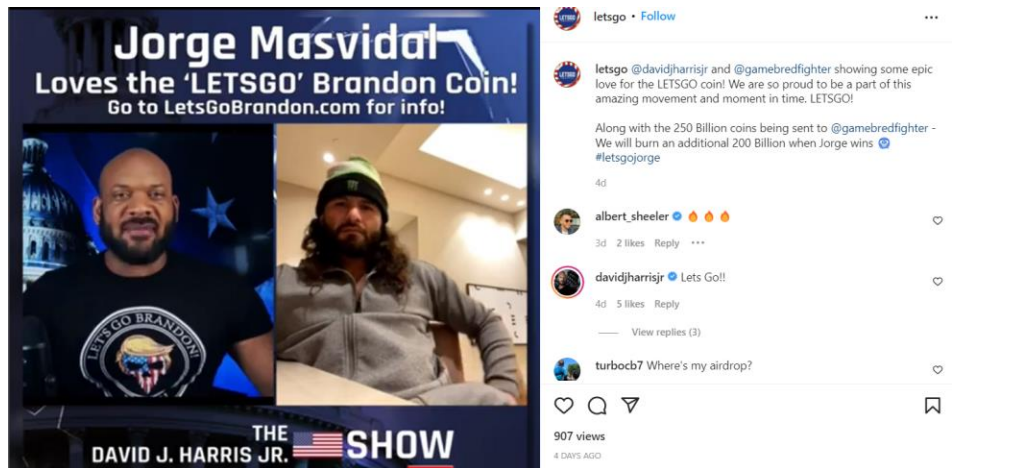 Jorge Masvidal
Loves the 'LETSGO' Brandon Coin!
Go to LetsGoBrandon.com for info!
LET'S GO BRANDON!
THE
DAVID J. HARRIS JR.
SHOW
LETSGO
letsgo • Follow
LETSGO
letsgo @davidjharrisjr and @gamebredfighter showing some epic
love for the LETSGO coin! We are so proud to be a part of this
amazing movement and moment in time. LETSGO!
Along with the 250 Billion coins being sent to @gamebredfighter -
We will burn an additional 200 Billion when Jorge wins
#letsgojorge
4d
albert_sheeler 🔥 🔥 🔥
3d 2 likes Reply •••
davidjharrisjr Lets Go!!
4d 5 likes Reply
View replies (3)
turbocb7 Where's my airdrop?
907 views
4 DAYS AGO